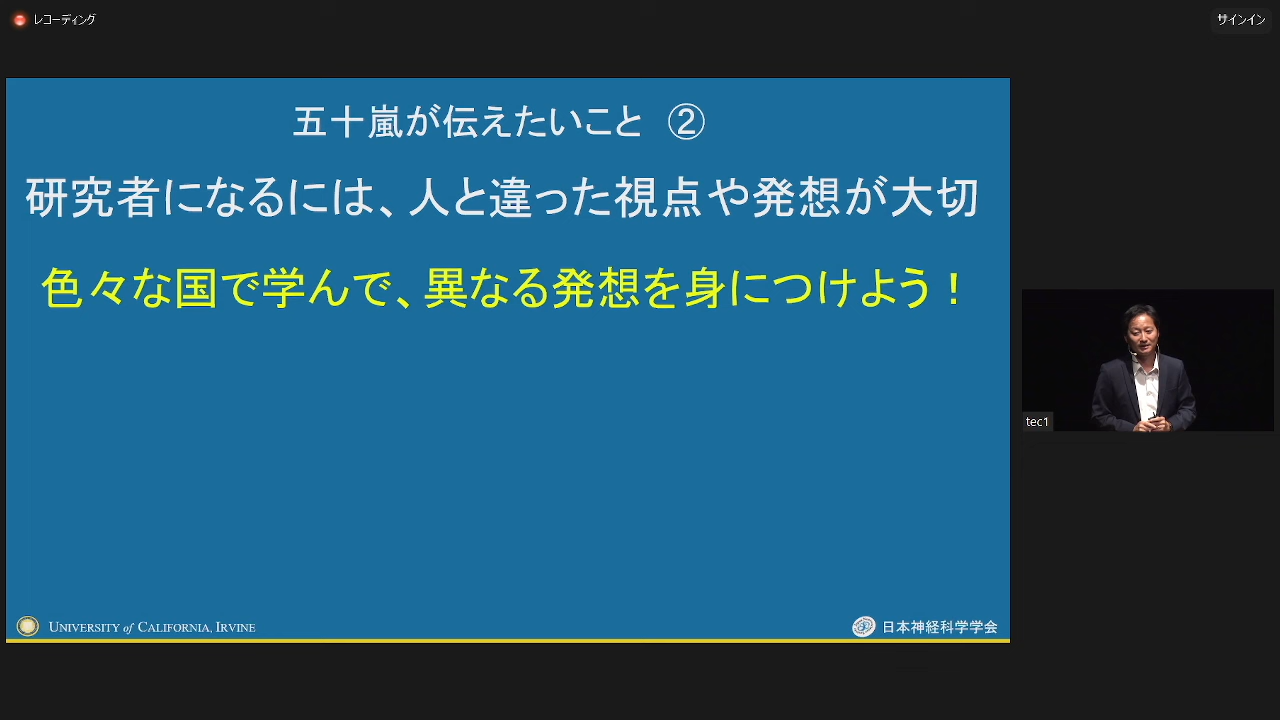 レコーディング
サインイン
五十嵐が伝えたいこと ②
研究者になるには、人と違った視点や発想が大切
色々な国で学んで、異なる発想を身につけよう！
tec1
UNIVERSITY of CALIFORNIA, IRVINE
日本神経科学学会